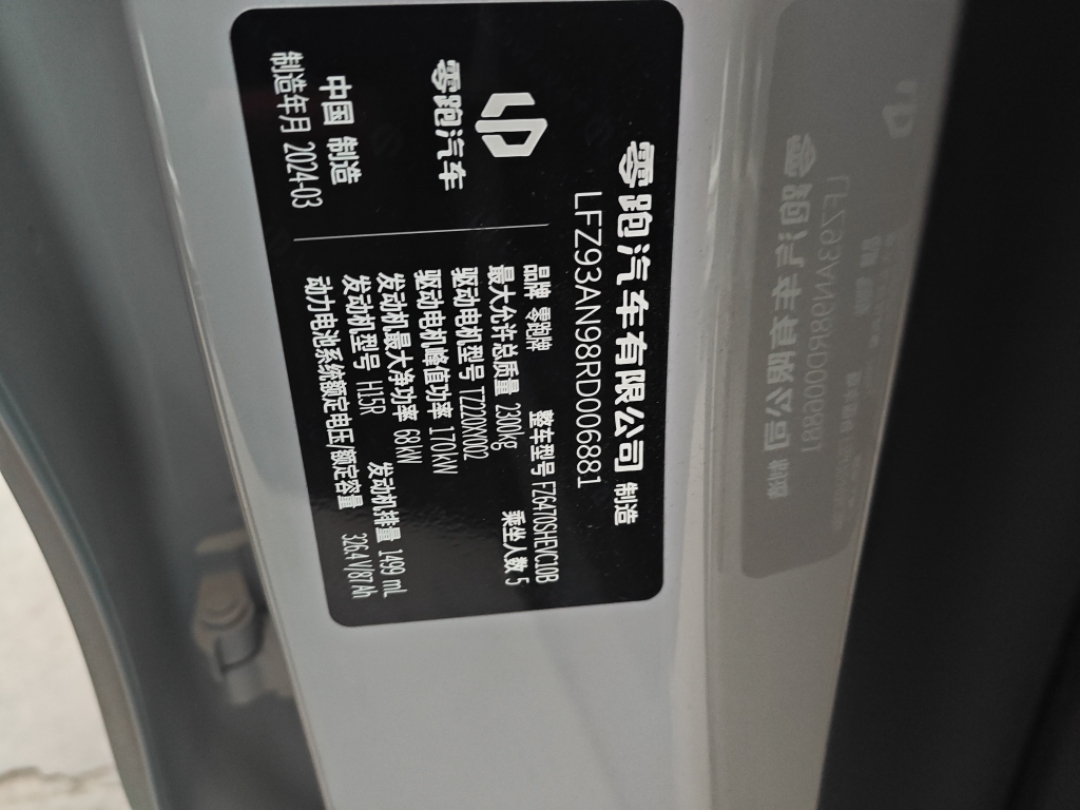 零跑汽车有限公司 制造
LFZ93AN98RD006881
零跑汽车
中国 制造
制造年月 2024-03
品牌 零跑牌 整车型号 FZ6470SHEVC10B
最大允许总质量 2300kg 乘坐人数 5
驱动电机型号 TZ220XY002
驱动电机峰值功率 170kW
发动机最大净功率 68kW
发动机型号 H15R 发动机排量 1499 mL
动力电池系统额定电压/额定容量 326.4V/87Ah